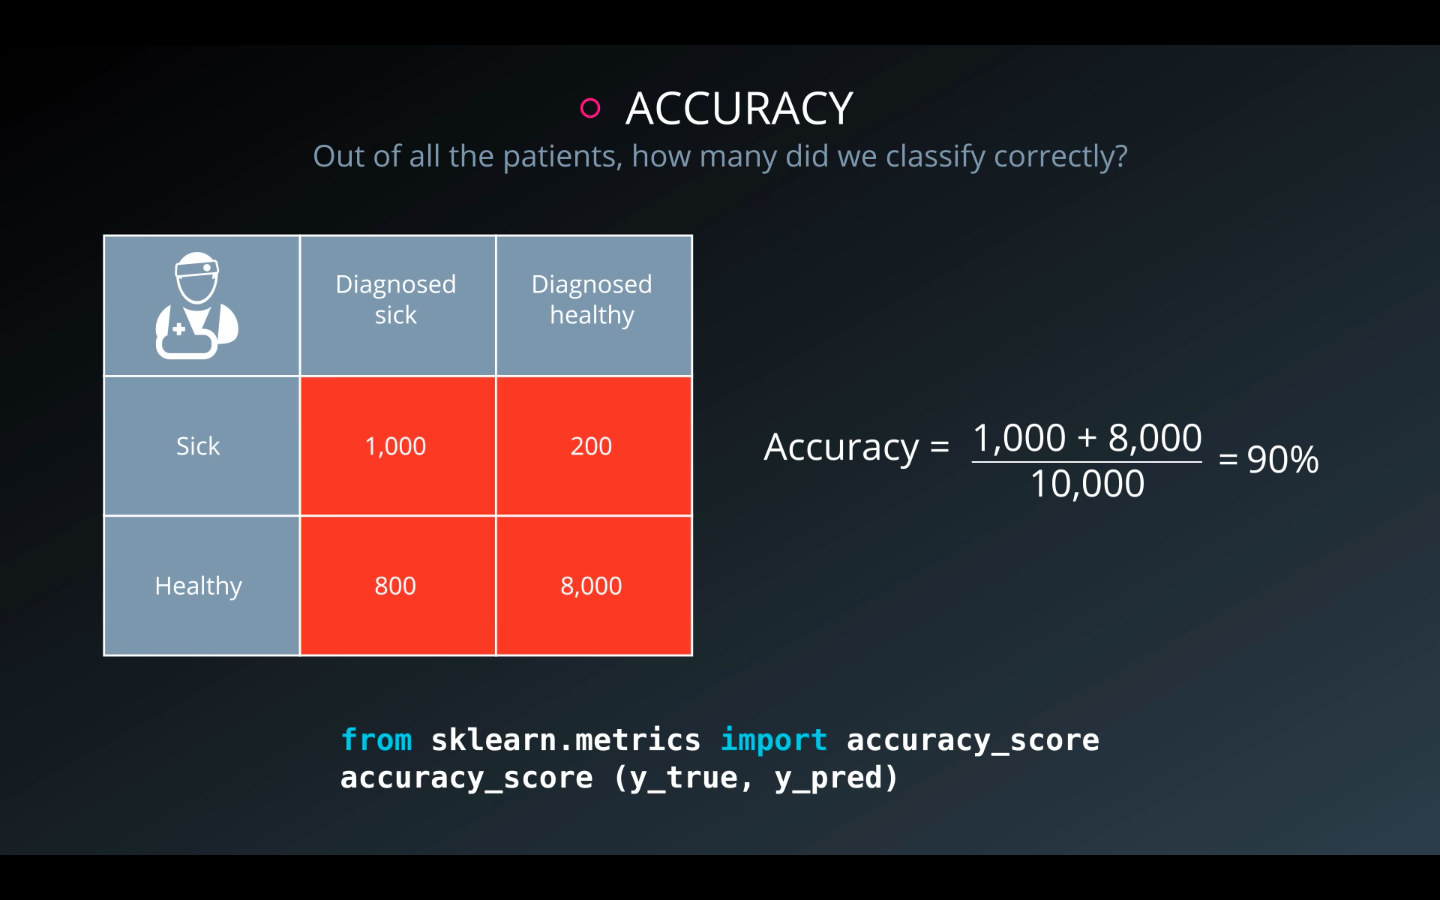 ACCURACY
Out of all the patients, how many did we classify correctly?
Diagnosed
sick
Diagnosed
healthy
Sick
1,000
200
Healthy
800
8,000
Accuracy = 1,000 + 8,000 = 90%
10,000
from sklearn.metrics import accuracy_score
accuracy_score (y_true, y_pred)